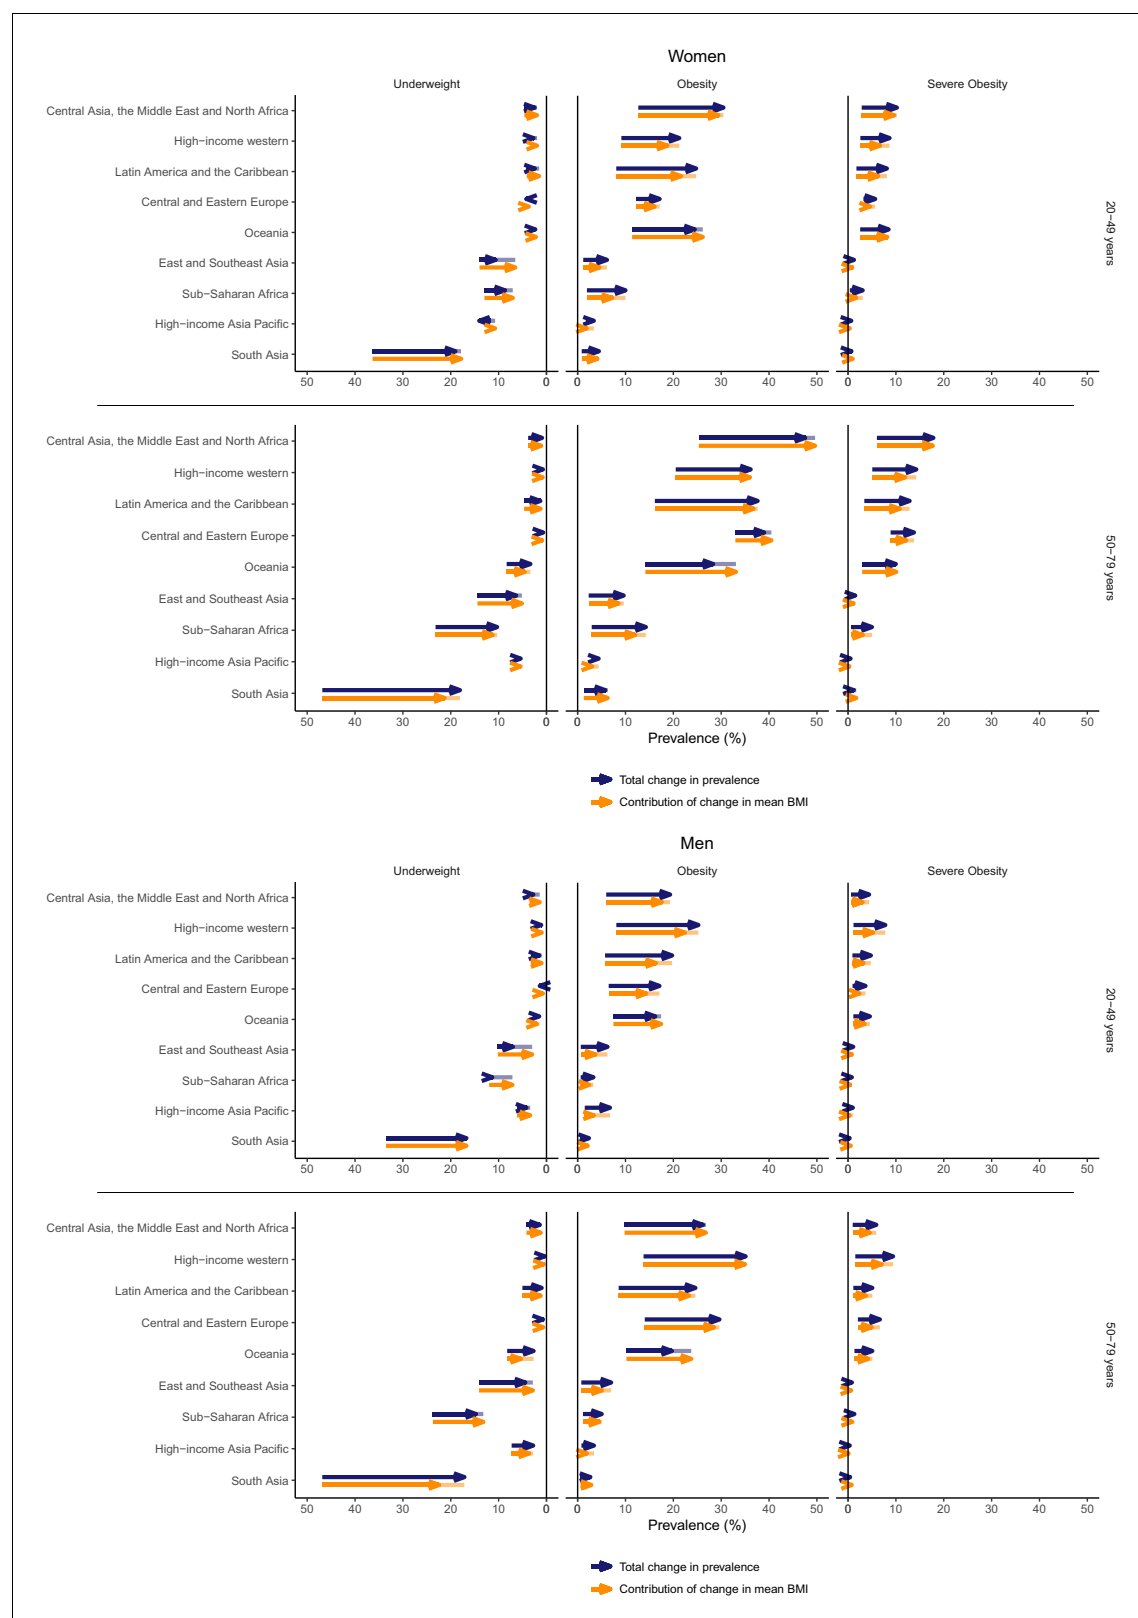 Women
Underweight Obesity Severe Obesity
Central Asia, the Middle East and North Africa
High−income western
Latin America and the Caribbean
Central and Eastern Europe
Oceania
East and Southeast Asia
Sub−Saharan Africa
High−income Asia Pacific
South Asia
20−49 years
50 40 30 20 10 0 0 10 20 30 40 50 0 10 20 30 40 50
Central Asia, the Middle East and North Africa
High−income western
Latin America and the Caribbean
Central and Eastern Europe
Oceania
East and Southeast Asia
Sub−Saharan Africa
High−income Asia Pacific
South Asia
50−79 years
50 40 30 20 10 0 0 10 20 30 40 50 0 10 20 30 40 50
Prevalence (%)
Total change in prevalence
Contribution of change in mean BMI
Men
Underweight Obesity Severe Obesity
Central Asia, the Middle East and North Africa
High−income western
Latin America and the Caribbean
Central and Eastern Europe
Oceania
East and Southeast Asia
Sub−Saharan Africa
High−income Asia Pacific
South Asia
20−49 years
50 40 30 20 10 0 0 10 20 30 40 50 0 10 20 30 40 50
Central Asia, the Middle East and North Africa
High−income western
Latin America and the Caribbean
Central and Eastern Europe
Oceania
East and Southeast Asia
Sub−Saharan Africa
High−income Asia Pacific
South Asia
50−79 years
50 40 30 20 10 0 0 10 20 30 40 50 0 10 20 30 40 50
Prevalence (%)
Total change in prevalence
Contribution of change in mean BMI